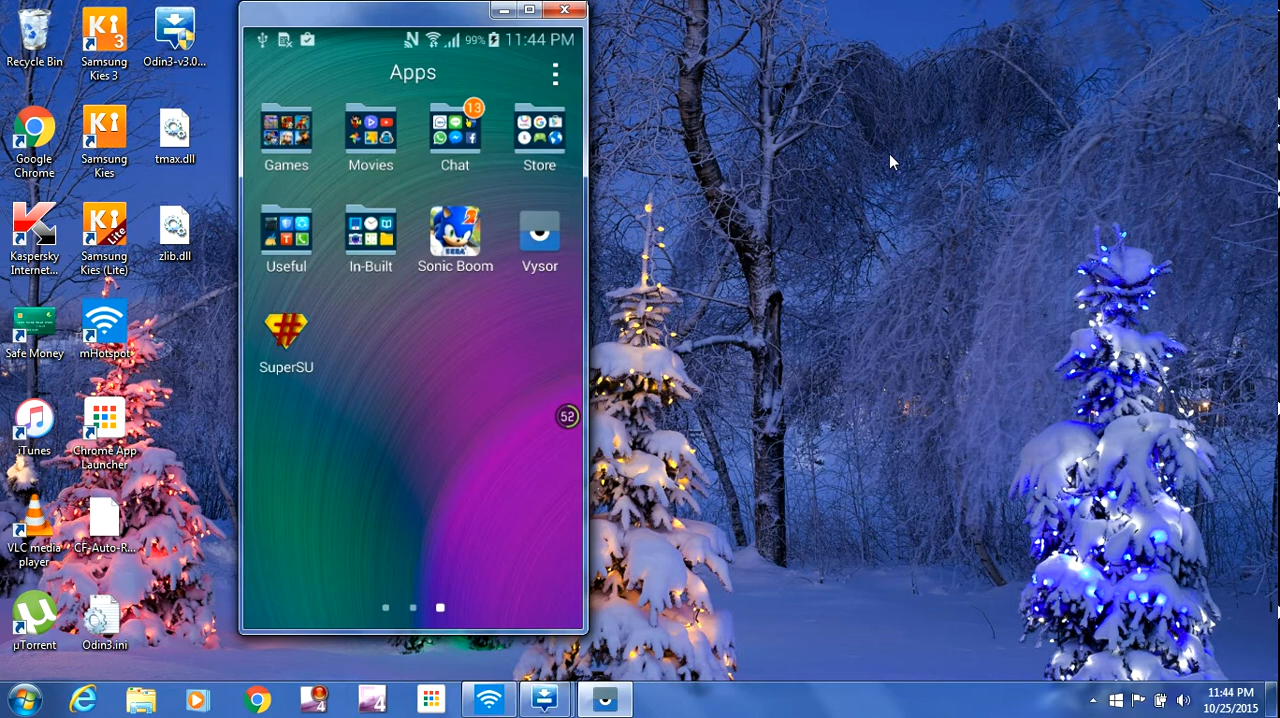 Recycle Bin
Samsung
Kies 3
Odin3-v3.0...
Google
Chrome
Samsung
Kies
tmax.dll
Kaspersky
Internet...
Samsung
Kies (Lite)
zlib.dll
Safe Money
mHotspot
iTunes
Chrome App
Launcher
VLC media
player
CF-Auto-R...
µTorrent
Odin3.ini
99% 11:44 PM
Apps
13
Games
Movies
Chat
Store
Useful
In-Built
Sonic Boom
Vysor
SuperSU
52
11:44 PM
10/25/2015